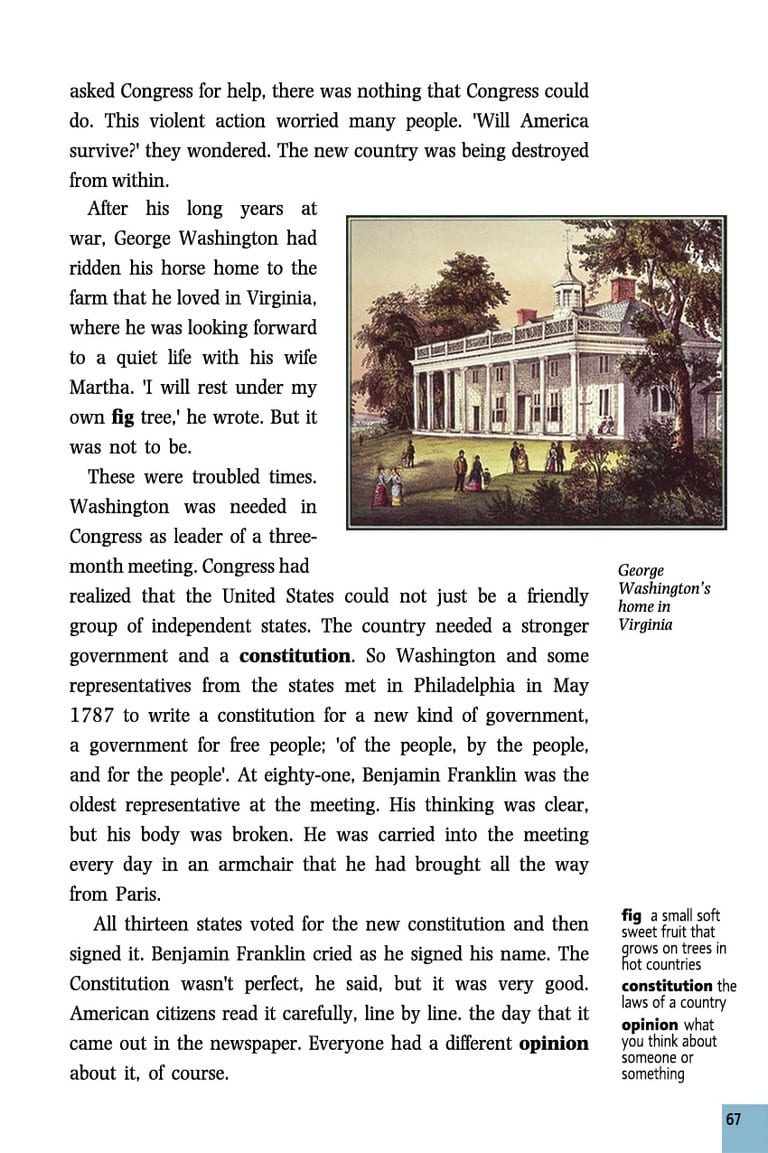 asked Congress for help, there was nothing that Congress could
do. This violent action worried many people. 'Will America
survive?' they wondered. The new country was being destroyed
from within.
After his long years at
war, George Washington had
ridden his horse home to the
farm that he loved in Virginia,
where he was looking forward
to a quiet life with his wife
Martha. 'I will rest under my
own fig tree,' he wrote. But it
was not to be.
These were troubled times.
Washington was needed in
Congress as leader of a three-
month meeting. Congress had
realized that the United States could not just be a friendly
group of independent states. The country needed a stronger
government and a constitution. So Washington and some
representatives from the states met in Philadelphia in May
1787 to write a constitution for a new kind of government,
a government for free people; 'of the people, by the people,
and for the people'. At eighty-one, Benjamin Franklin was the
oldest representative at the meeting. His thinking was clear,
but his body was broken. He was carried into the meeting
every day in an armchair that he had brought all the way
from Paris.
All thirteen states voted for the new constitution and then
signed it. Benjamin Franklin cried as he signed his name. The
Constitution wasn't perfect, he said, but it was very good.
American citizens read it carefully, line by line. the day that it
came out in the newspaper. Everyone had a different opinion
about it, of course.
George
Washington's
home in
Virginia
fig a small soft
sweet fruit that
grows on trees in
hot countries
constitution the
laws of a country
opinion what
you think about
someone or
something
67